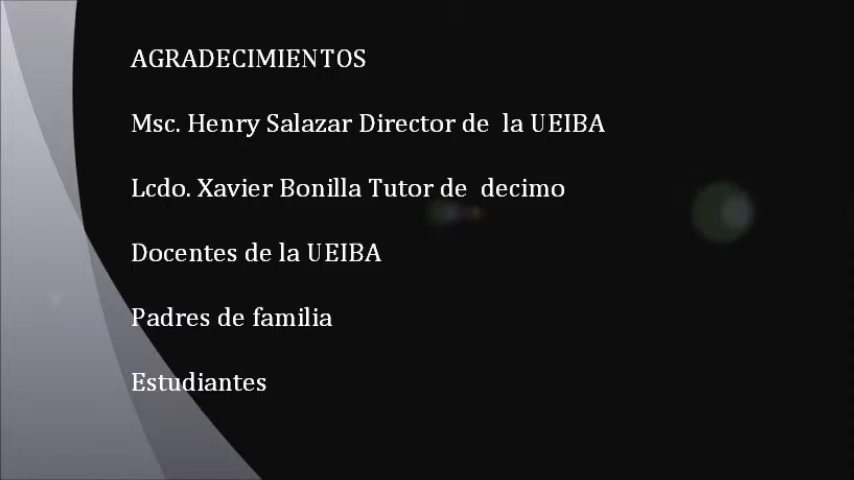 AGRADECIMIENTOS
Msc. Henry Salazar Director de  la UEIBA
Lcdo. Xavier Bonilla Tutor de  decimo
Docentes de la UEIBA
Padres de familia
Estudiantes